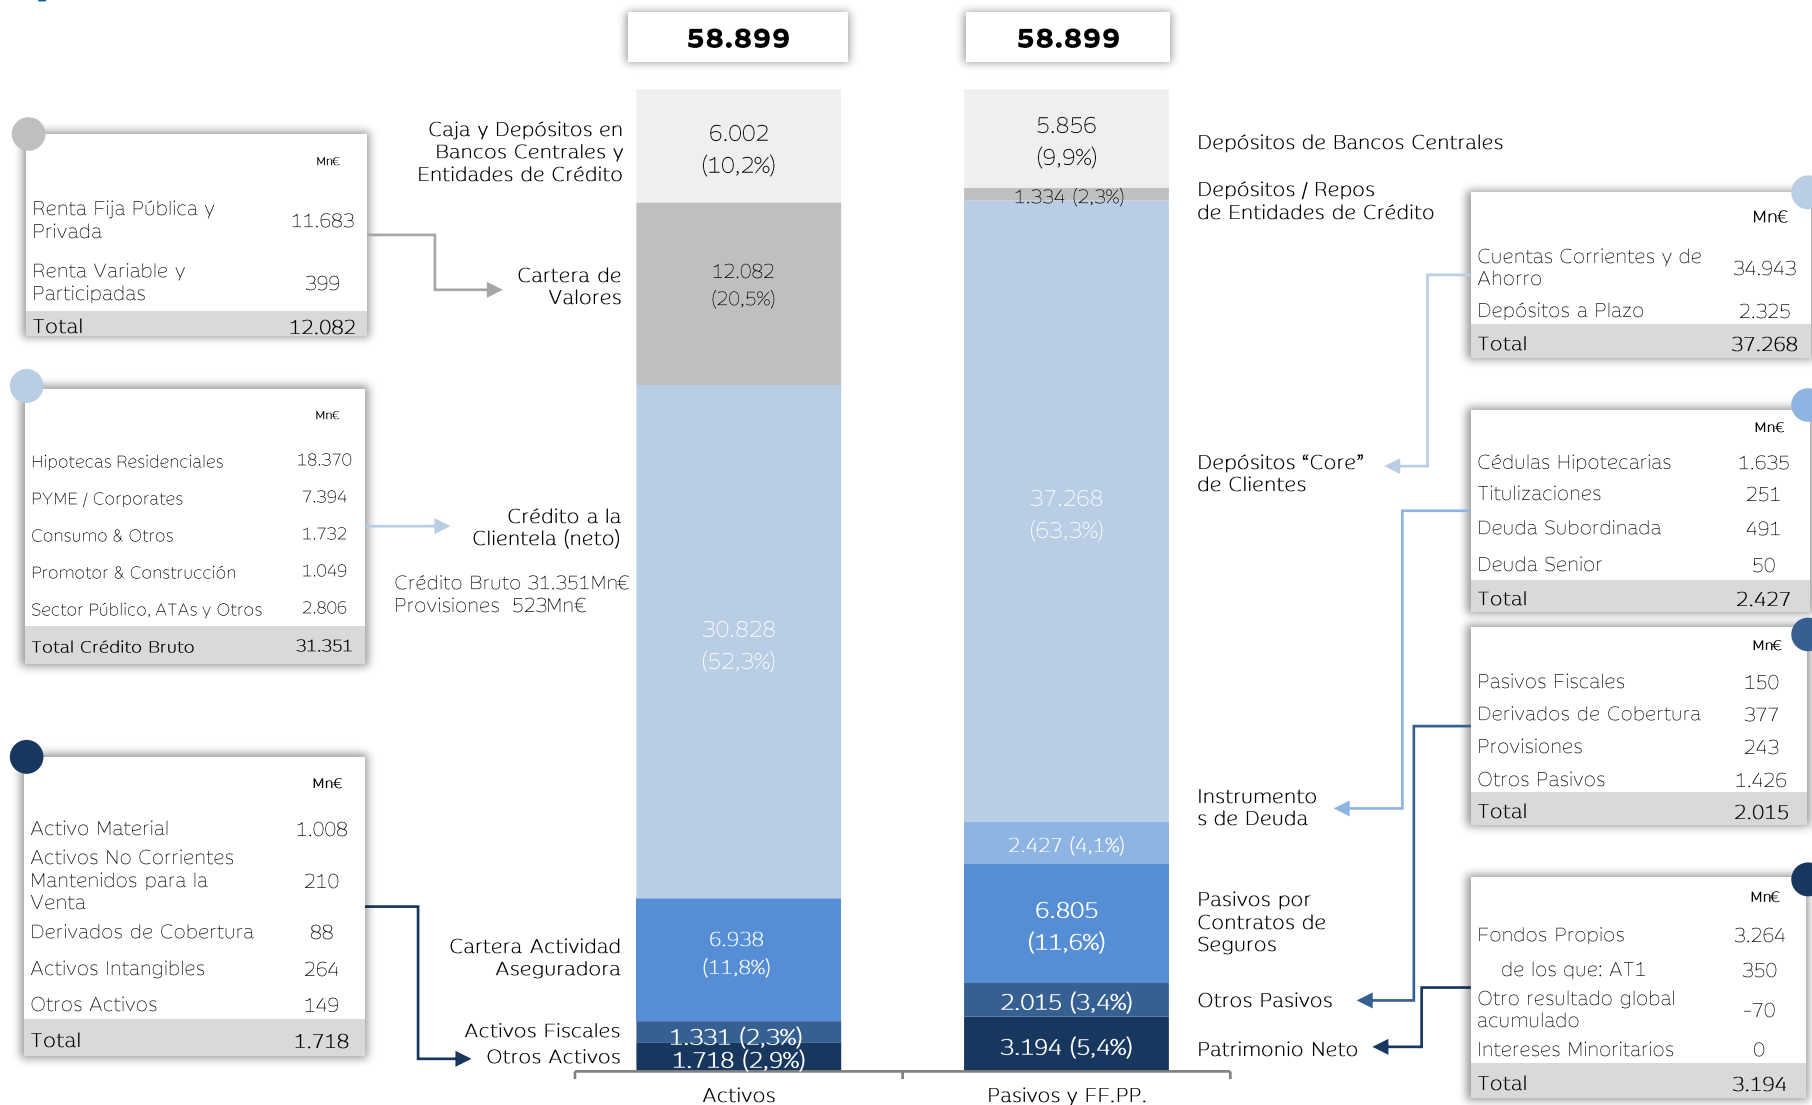 58.899
58.899
Mn€
Renta Fija Pública y
Privada
11.683
Renta Variable y
Participadas
399
Total 12.082
Mn€
Hipotecas Residenciales 18.370
PYME / Corporates 7.394
Consumo & Otros 1.732
Promotor & Construcción 1.049
Sector Público, ATAs y Otros 2.806
Total Crédito Bruto 31.351
Mn€
Activo Material 1.008
Activos No Corrientes
Mantenidos para la
Venta
210
Derivados de Cobertura 88
Activos Intangibles 264
Otros Activos 149
Total 1.718
Caja y Depósitos en
Bancos Centrales y
Entidades de Crédito
Cartera de
Valores
Crédito a la
Clientela (neto)
Crédito Bruto 31.351Mn€
Provisiones 523Mn€
Cartera Actividad
Aseguradora
Activos Fiscales
Otros Activos
6.002
(10,2%)
12.082
(20,5%)
30.828
(52,3%)
6.938
(11,8%)
1.331 (2,3%)
1.718 (2,9%)
Activos
5.856
(9,9%)
1.334 (2,3%)
37.268
(63,3%)
2.427 (4,1%)
6.805
(11,6%)
2.015 (3,4%)
3.194 (5,4%)
Pasivos y FF.PP.
Depósitos de Bancos Centrales
Depósitos / Repos
de Entidades de Crédito
Depósitos “Core”
de Clientes
Instrumento
s de Deuda
Pasivos por
Contratos de
Seguros
Otros Pasivos
Patrimonio Neto
Mn€
Cuentas Corrientes y de
Ahorro
34.943
Depósitos a Plazo 2.325
Total 37.268
Mn€
Cédulas Hipotecarias 1.635
Titulizaciones 251
Deuda Subordinada 491
Deuda Senior 50
Total 2.427
Mn€
Pasivos Fiscales 150
Derivados de Cobertura 377
Provisiones 243
Otros Pasivos 1.426
Total 2.015
Mn€
Fondos Propios 3.264
de los que: AT1 350
Otro resultado global
acumulado
-70
Intereses Minoritarios 0
Total 3.194